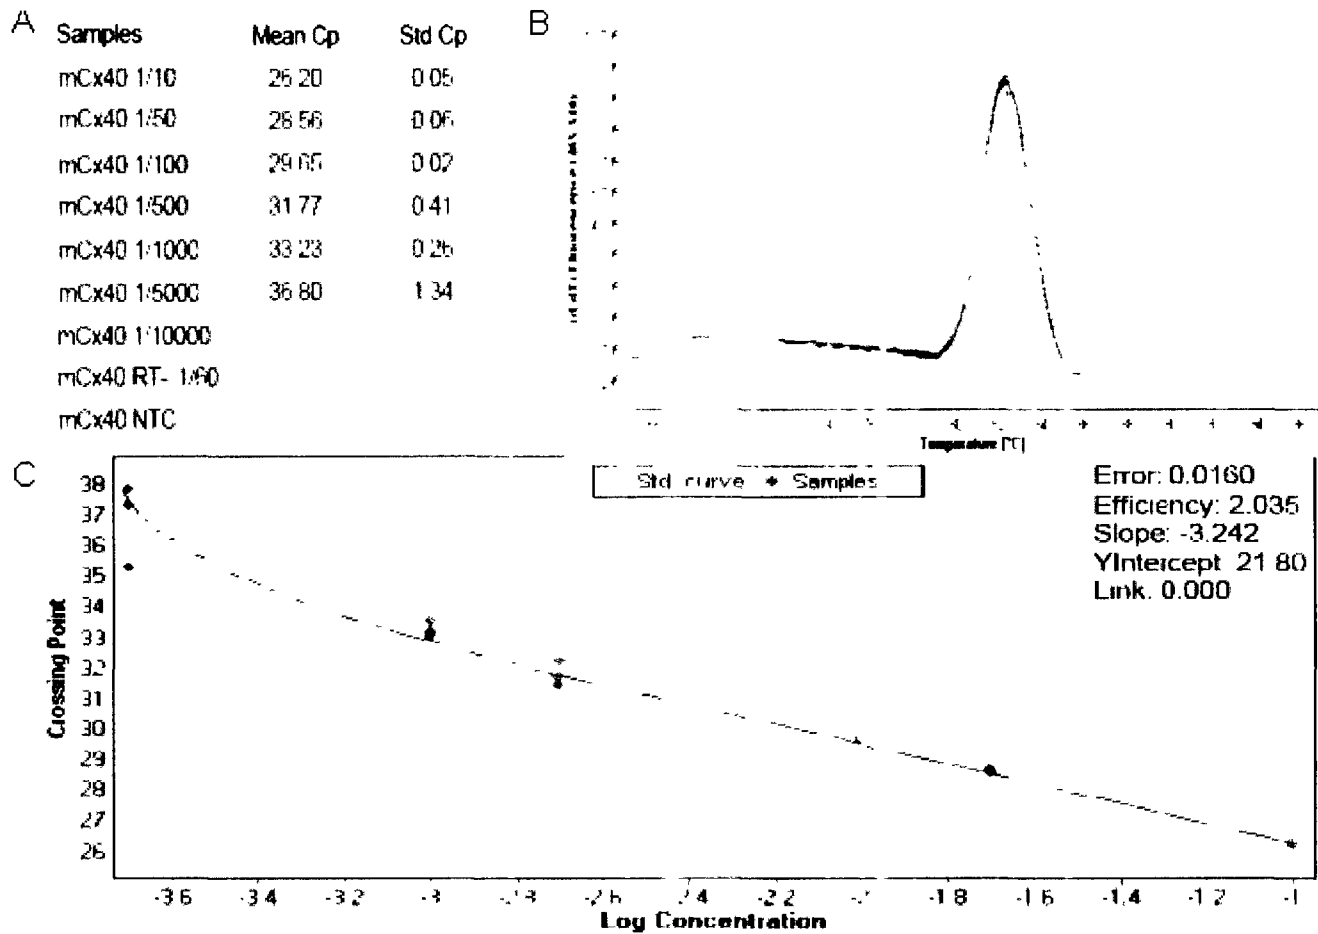 A
Samples Mean Cp Std Cp
mCx40 1/10 26 20 0 05
mCx40 1/50 28 56 0 06
mCx40 1/100 29 65 0 02
mCx40 1/500 31 77 0 41
mCx40 1/1000 33 23 0 26
mCx40 1/5000 36 80 1 34
mCx40 1/10000
mCx40 RT- 1/60
mCx40 NTC
B
Temperature [°C]
C
Std curve Samples
Error: 0.0160
Efficiency: 2.035
Slope: -3.242
YIntercept 21 80
Link. 0.000
Crossing Point
38
37
36
35
34
33
32
31
30
29
28
27
26
-3.6 -3.4 -3.2 -3 -2.6 -2.4 -2.2 -2 -1.8 -1.6 -1.4 -1.2 -1
Log Concentration